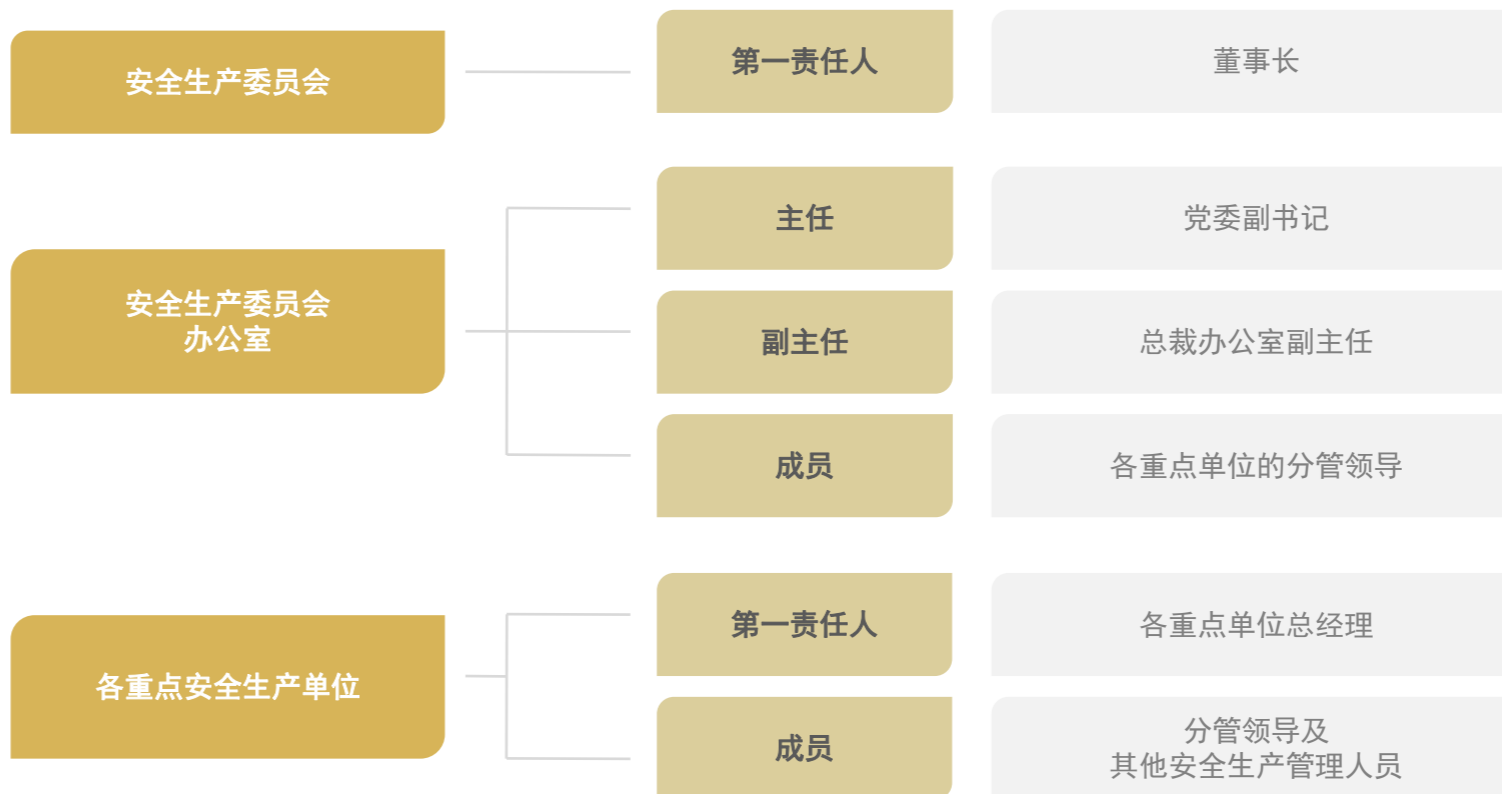 安全生产委员会
第一责任人
董事长
安全生产委员会
办公室
主任
党委副书记
副主任
总裁办公室副主任
成员
各重点单位的分管领导
各重点安全生产单位
第一责任人
各重点单位总经理
成员
分管领导及
其他安全生产管理人员